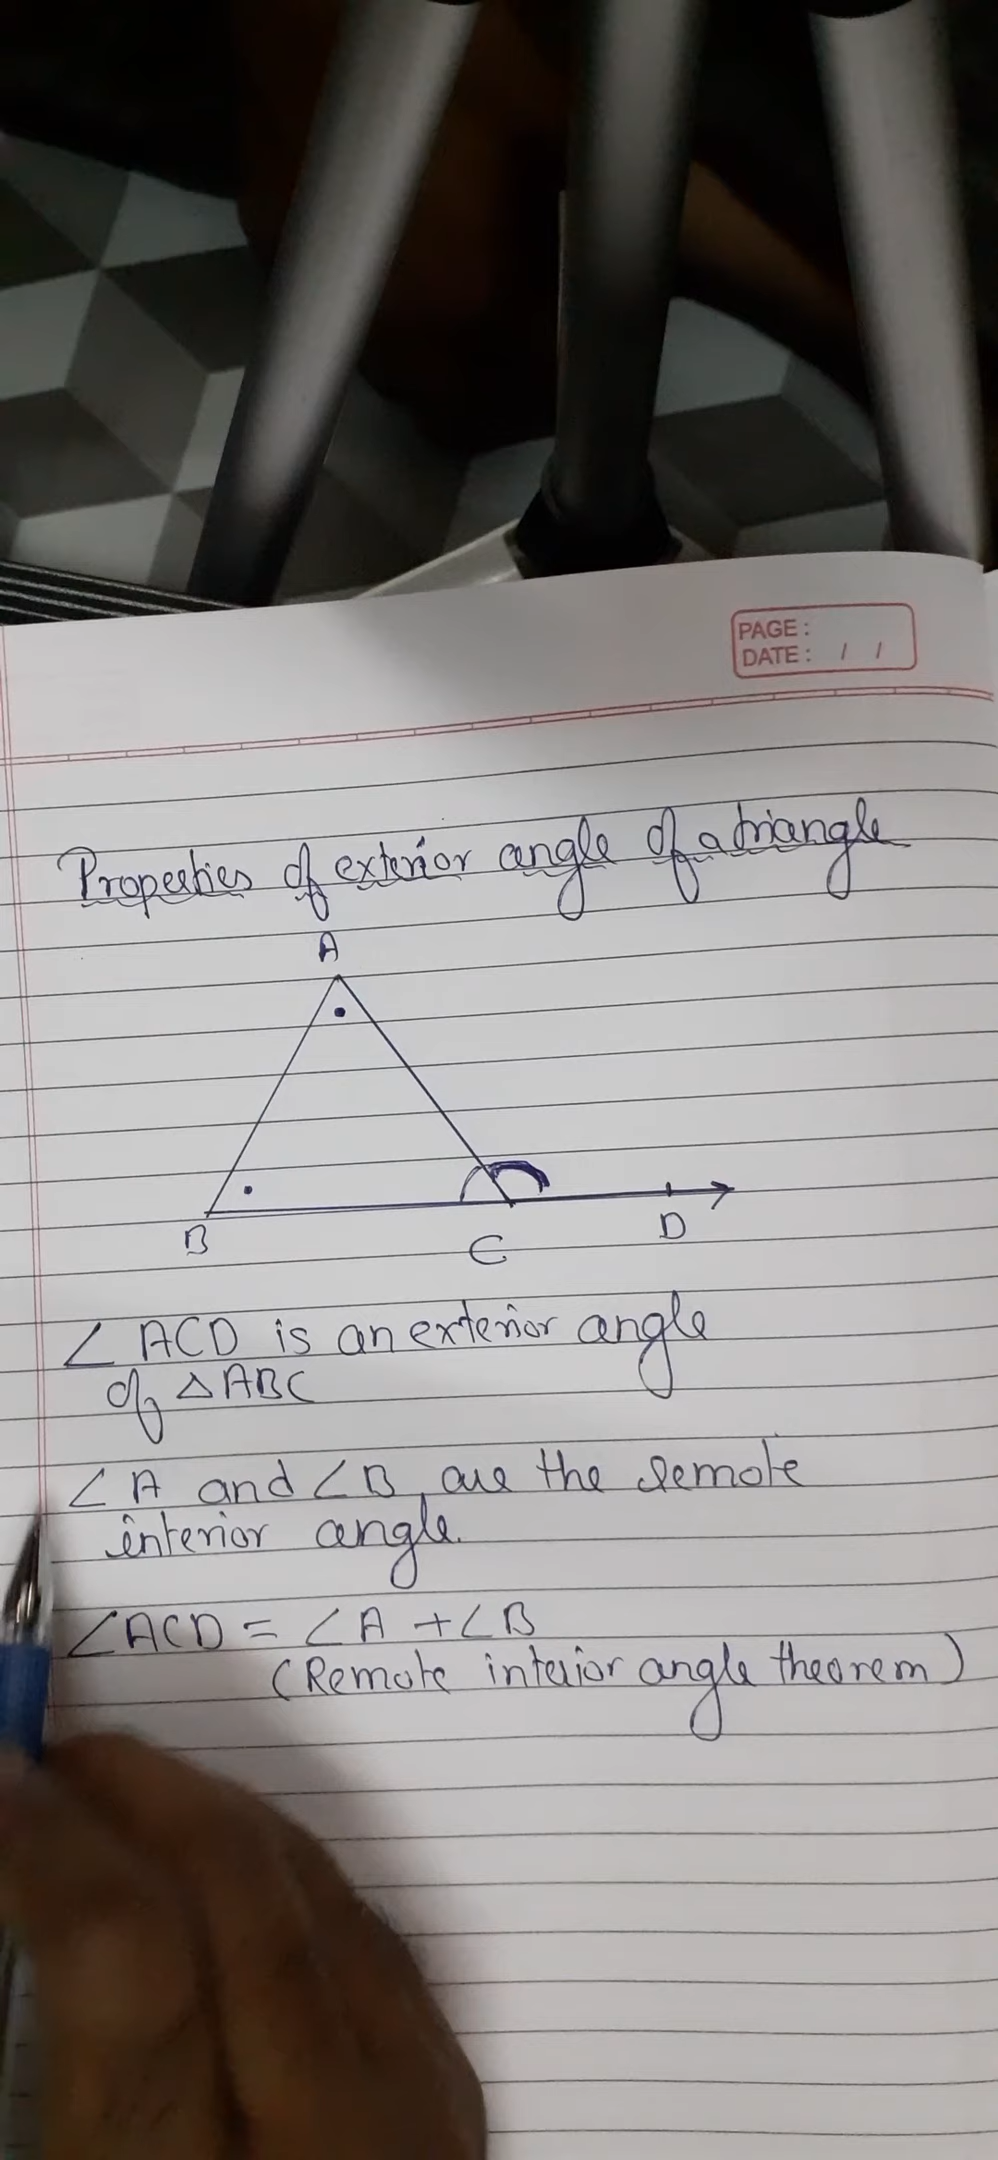 PAGE :
DATE : / /
Properties of exterior angle of a triangle
A
B
C
D
∠ ACD is an exterior angle
of △ABC
∠ A and ∠B, are the remote
interior angle.
∠ACD = ∠A + ∠B
(Remote interior angle theorem)